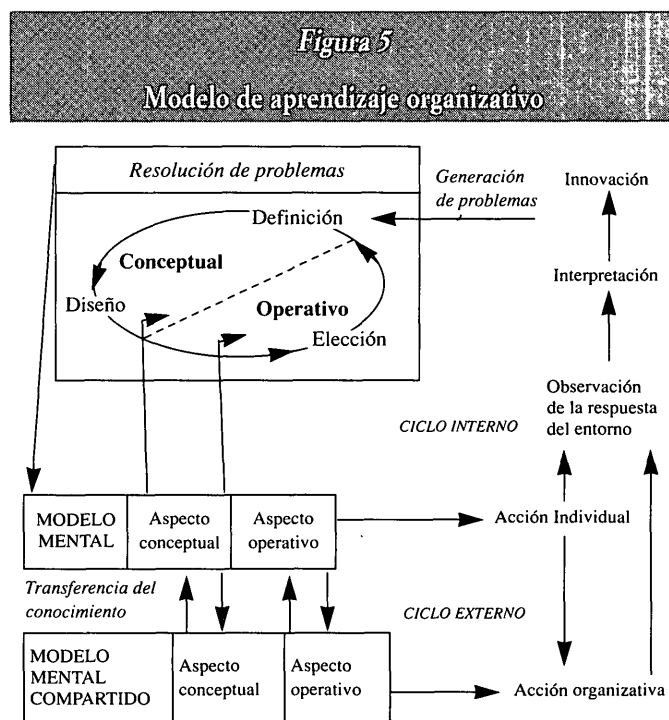 Figura 5
Modelo de aprendizaje organizativo
Resolución de problemas
Generación
de problemas
Innovación
Definición
Conceptual
Interpretación
Diseño
Operativo
Elección
Observación
de la respuesta
del entorno
CICLO INTERNO
MODELO
MENTAL
Aspecto
conceptual
Aspecto
operativo
Acción Individual
Transferencia del
conocimiento
CICLO EXTERNO
MODELO
MENTAL
COMPARTIDO
Aspecto
conceptual
Aspecto
operativo
Acción organizativa